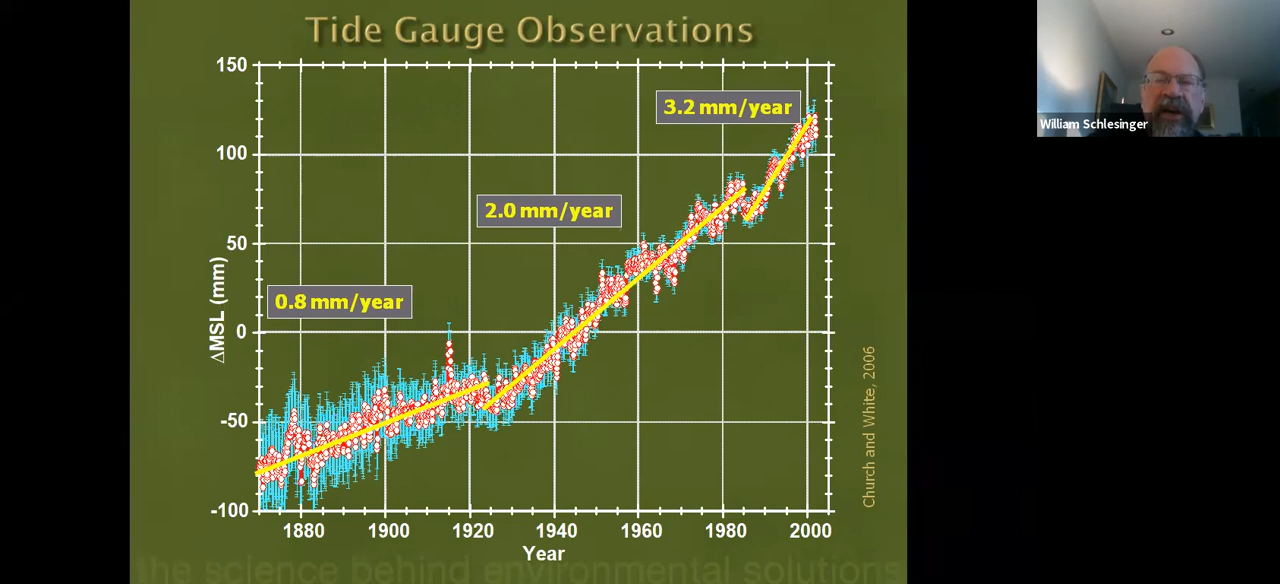 Tide Gauge Observations
150
3.2 mm/year
100
2.0 mm/year
50
0.8 mm/year
0
-50
-100
ΔMSL (mm)
1880 1900 1920 1940 1960 1980 2000
Year
Church and White, 2006
the science behind environmental solutions
William Schlesinger